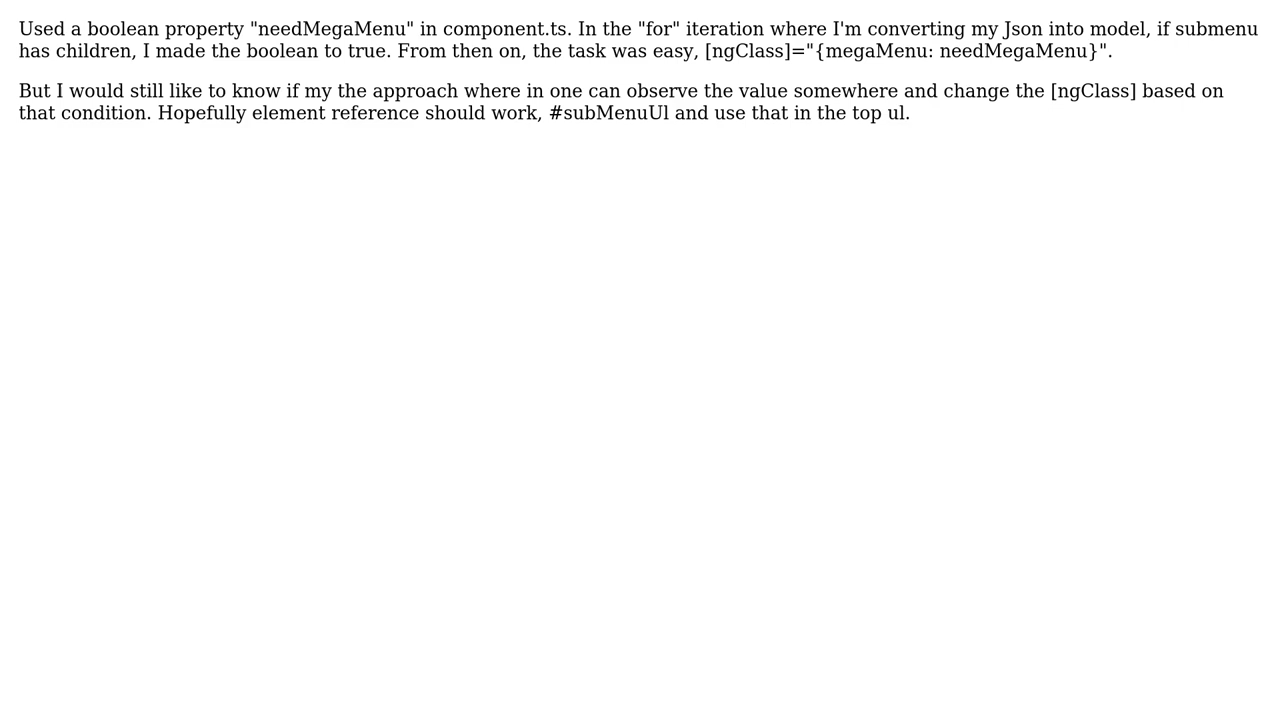 Used a boolean property "needMegaMenu" in component.ts. In the "for" iteration where I'm converting my Json into model, if submenu
has children, I made the boolean to true. From then on, the task was easy, [ngClass]="{megaMenu: needMegaMenu}".
But I would still like to know if my the approach where in one can observe the value somewhere and change the [ngClass] based on
that condition. Hopefully element reference should work, #subMenuUl and use that in the top ul.